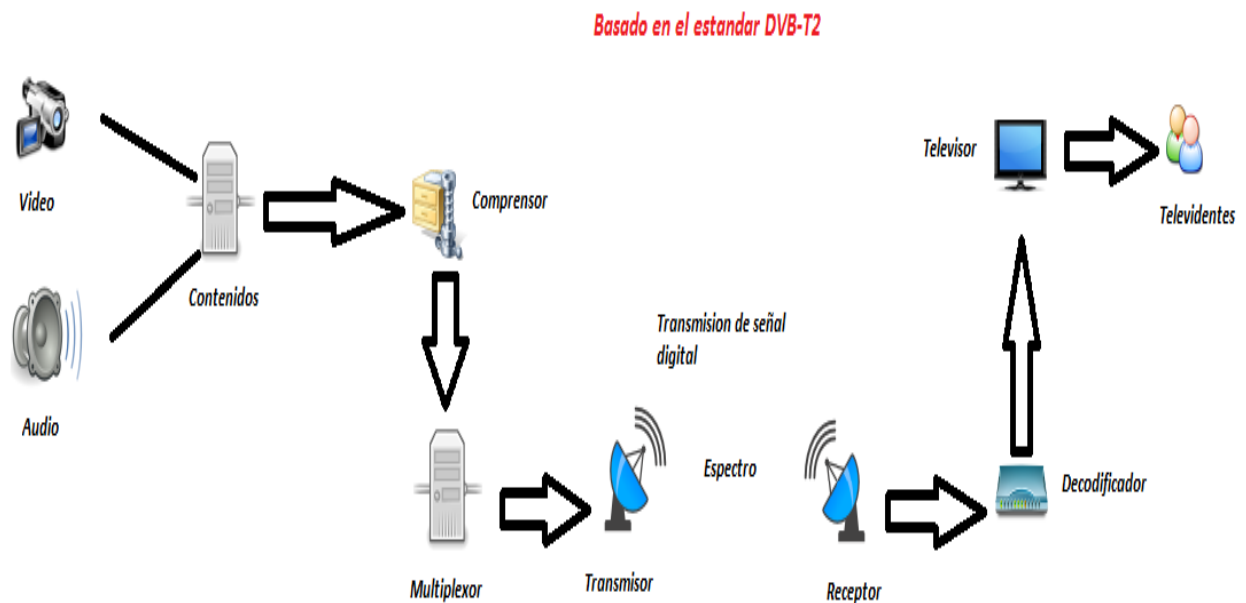 Basado en el estandar DVB-T2
Video
Contenidos
Comprensor
Audio
Multiplexor
Transmision de señal
digital
Transmisor
Espectro
Receptor
Decodificador
Televisor
Televidentes